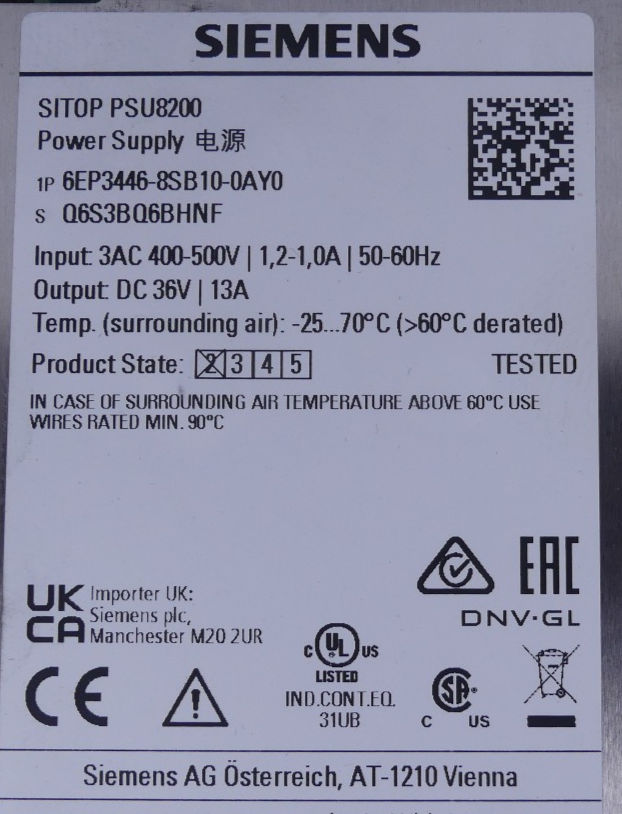 SIEMENS
SITOP PSU8200
Power Supply 电源
1P 6EP3446-8SB10-0AY0
S Q6S3BQ6BHNF
Input: 3AC 400-500V | 1,2-1,0A | 50-60Hz
Output: DC 36V | 13A
Temp. (surrounding air): -25...70°C (>60°C derated)
Product State: 2 3 4 5 TESTED
IN CASE OF SURROUNDING AIR TEMPERATURE ABOVE 60°C USE
WIRES RATED MIN. 90°C
EAC
DNV·GL
UK
CA
Importer UK:
Siemens plc,
Manchester M20 2UR
CE
C UL US
LISTED
IND.CONT.EQ.
31UB
SA
C US
Siemens AG Österreich, AT-1210 Vienna